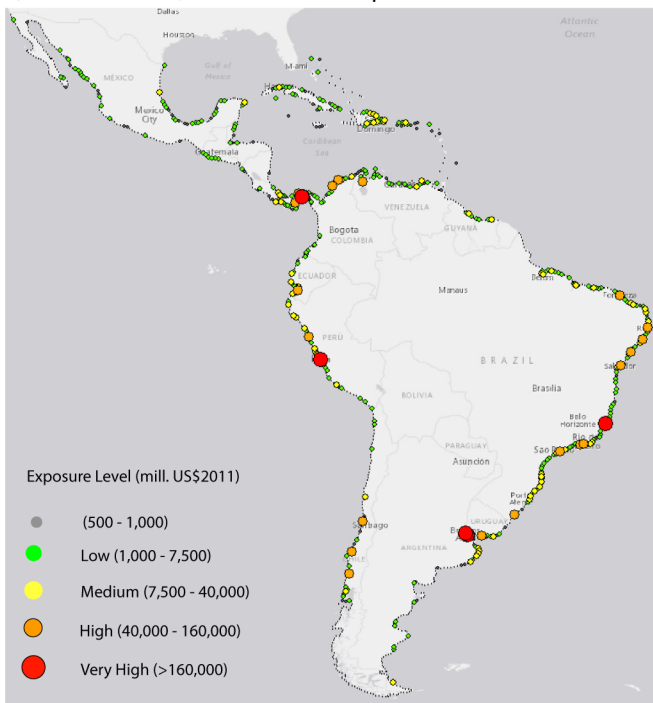 Dallas
Houston
Atlantic
Ocean
Gulf of
Mexico
Miami
MÉXICO
Mexico
City
Domingo
Guatemala
Caribbean
Sea
VENEZUELA
GUYANA
Bogota
COLOMBIA
ECUADOR
Belem
Manaus
PERU
BRAZIL
Salvador
Brasilia
BOLIVIA
Belo
Horizonte
PARAGUAY
Asunción
URUGUAY
ARGENTINA
Exposure Level (mill. US$2011)
(500 - 1,000)
Low (1,000 - 7,500)
Medium (7,500 - 40,000)
High (40,000 - 160,000)
Very High (>160,000)